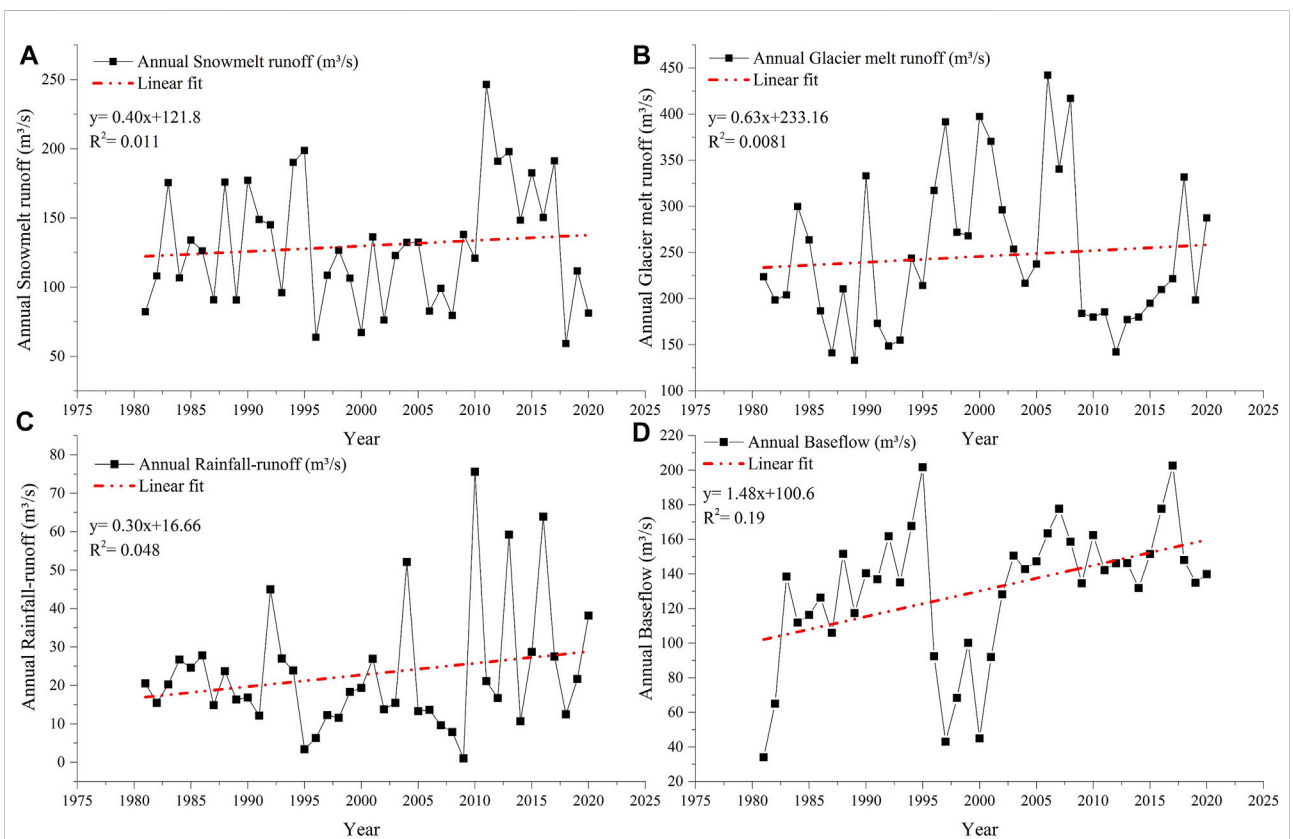 A
Annual Snowmelt runoff (m³/s)
Linear fit
y= 0.40x+121.8
R²= 0.011
Annual Snowmelt runoff (m³/s)
250
200
150
100
50
1975 1980 1985 1990 1995 2000 2005 2010 2015 2020 2025
Year
B
Annual Glacier melt runoff (m³/s)
Linear fit
y= 0.63x+233.16
R²= 0.0081
Annual Glacier melt runoff (m³/s)
450
400
350
300
250
200
150
100
1975 1980 1985 1990 1995 2000 2005 2010 2015 2020 2025
Year
C
Annual Rainfall-runoff (m³/s)
Linear fit
y= 0.30x+16.66
R²= 0.048
Annual Rainfall-runoff (m³/s)
80
70
60
50
40
30
20
10
0
1975 1980 1985 1990 1995 2000 2005 2010 2015 2020 2025
Year
D
Annual Baseflow (m³/s)
Linear fit
y= 1.48x+100.6
R²= 0.19
Annual Baseflow (m³/s)
220
200
180
160
140
120
100
80
60
40
20
1975 1980 1985 1990 1995 2000 2005 2010 2015 2020 2025
Year